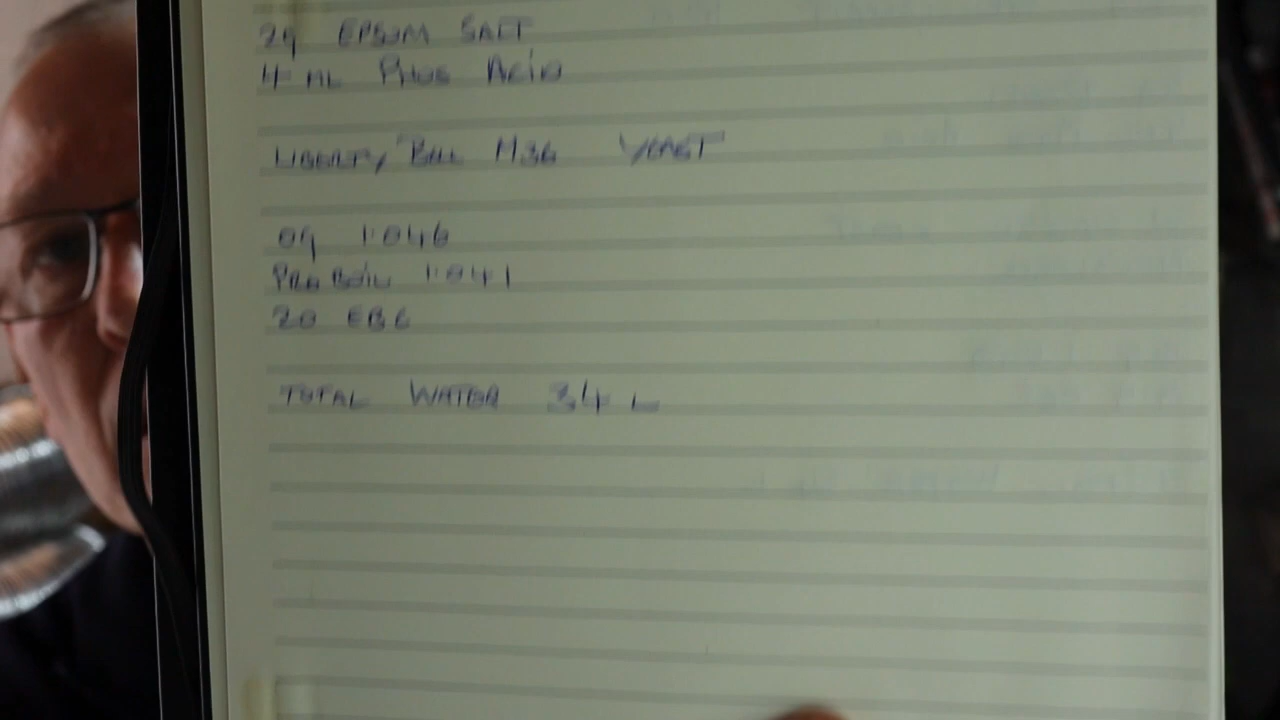 2g EPSUM SALT
4 ML PHOS ACID
LIBERTY BELL M36 YEAST
OG 1.046
PRE BOIL 1.041
20 EBC
TOTAL WATER 34 L